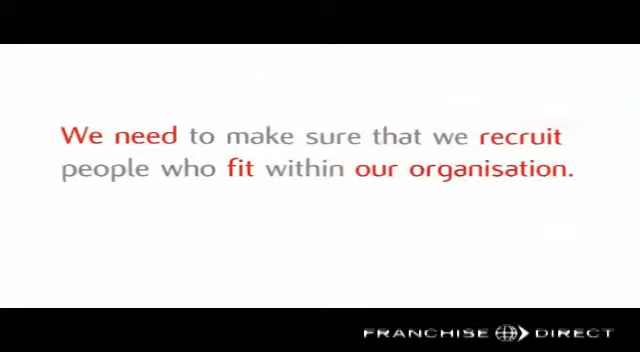 We need to make sure that we recruit
people who fit within our organisation.
FRANCHISE DIRECT